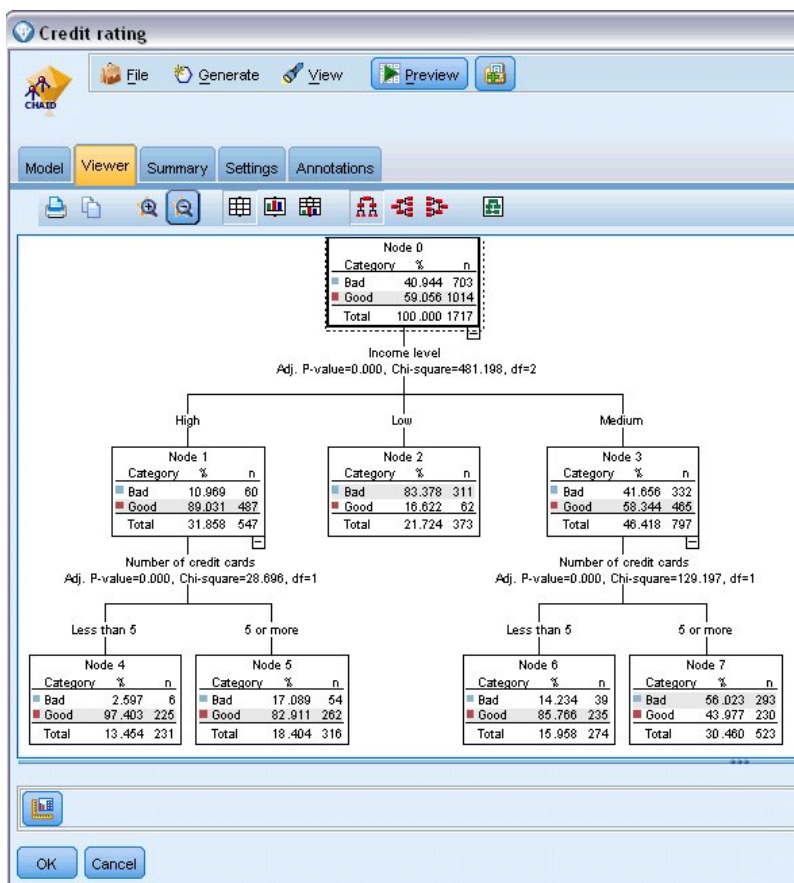 Credit rating
CHAID
File Generate View Preview
Model Viewer Summary Settings Annotations
Node 0
Category % n
Bad 40.944 703
Good 59.056 1014
Total 100.000 1717
Income level
Adj. P-value=0.000, Chi-square=481.198, df=2
High Low Medium
Node 1
Category % n
Bad 10.969 60
Good 89.031 487
Total 31.858 547
Node 2
Category % n
Bad 83.378 311
Good 16.622 62
Total 21.724 373
Node 3
Category % n
Bad 41.656 332
Good 58.344 465
Total 46.418 797
Number of credit cards
Adj. P-value=0.000, Chi-square=28.696, df=1
Number of credit cards
Adj. P-value=0.000, Chi-square=129.197, df=1
Less than 5 5 or more
Less than 5 5 or more
Node 4
Category % n
Bad 2.597 6
Good 97.403 225
Total 13.454 231
Node 5
Category % n
Bad 17.089 54
Good 82.911 262
Total 18.404 316
Node 6
Category % n
Bad 14.234 39
Good 85.766 235
Total 15.958 274
Node 7
Category % n
Bad 56.023 293
Good 43.977 230
Total 30.460 523
OK Cancel